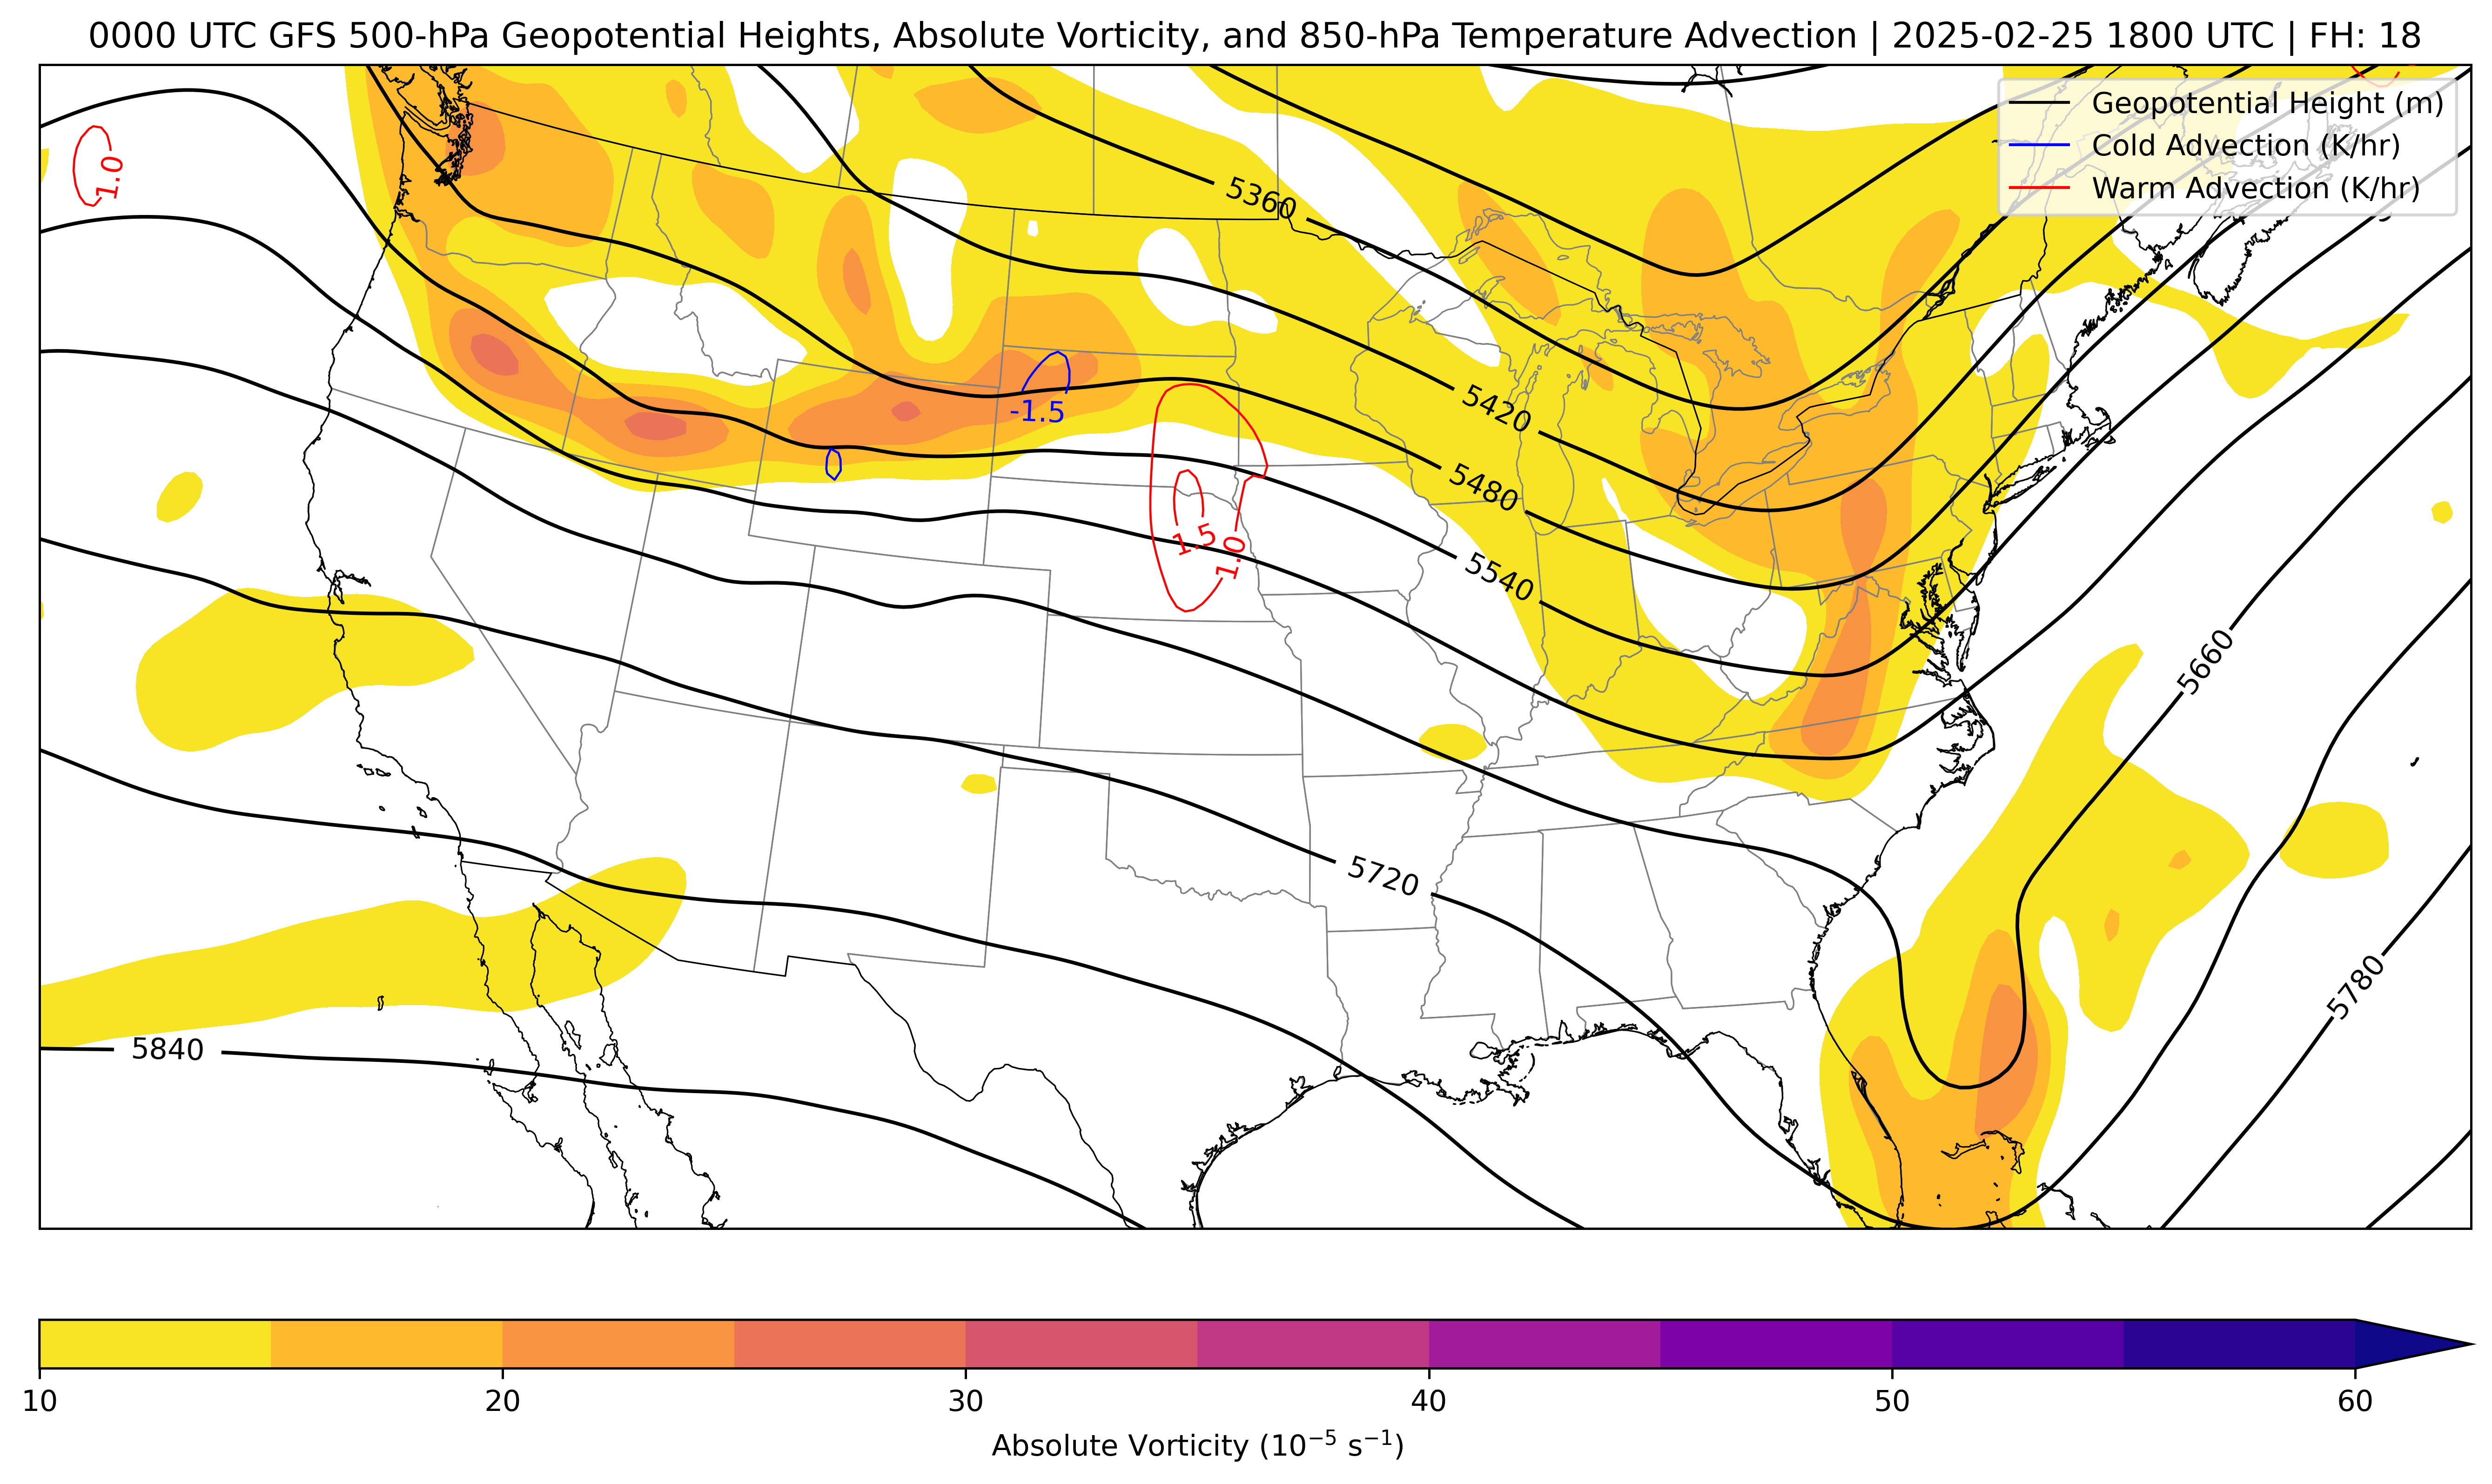 0000 UTC GFS 500-hPa Geopotential Heights, Absolute Vorticity, and 850-hPa Temperature Advection | 2025-02-25 1800 UTC | FH: 18
Geopotential Height (m)
Cold Advection (K/hr)
Warm Advection (K/hr)
1.0
5360
-1.5
5420
5480
1.5
1.0
5540
5660
5720
5780
5840
10 20 30 40 50 60
Absolute Vorticity (10⁻⁵ s⁻¹)